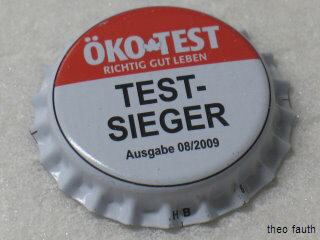 ÖKO TEST
RICHTIG GUT LEBEN
TEST-
SIEGER
Ausgabe 08/2009
HB
theo fauth